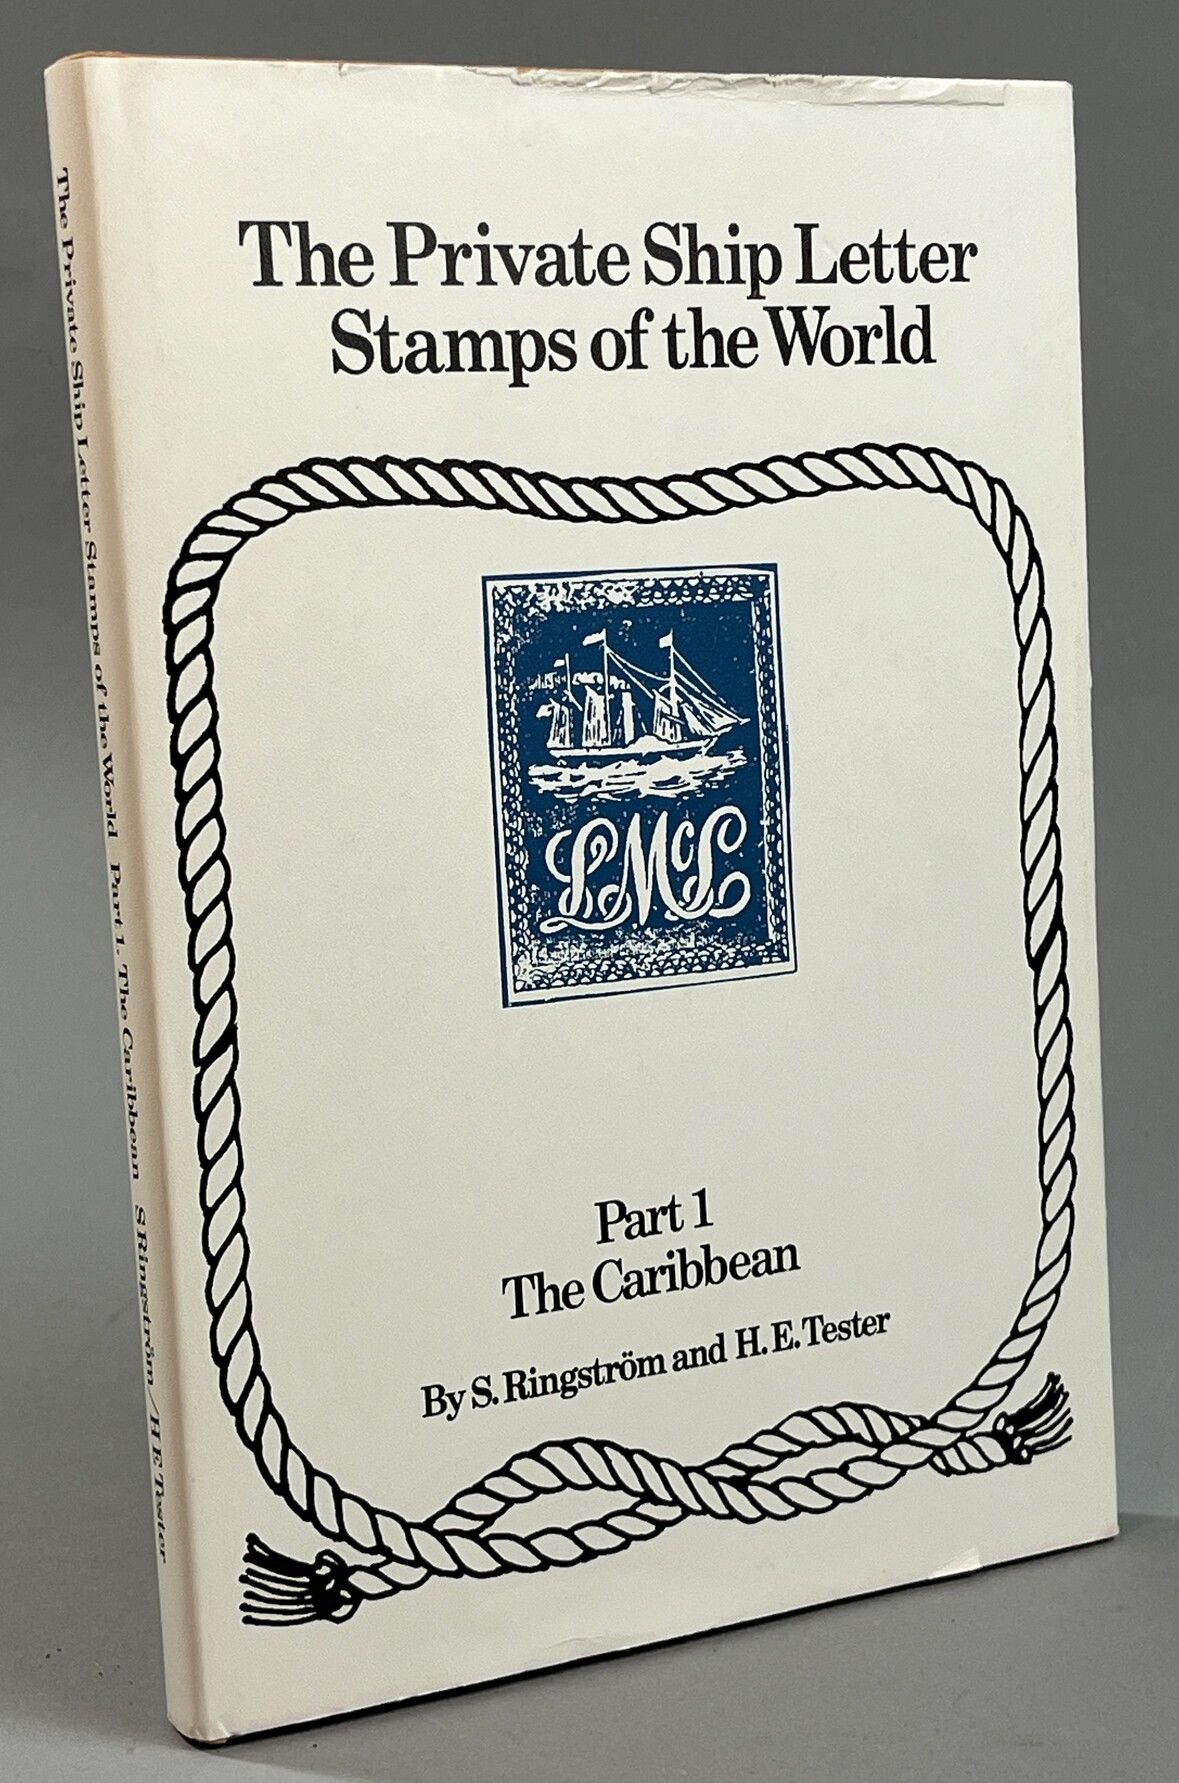 The Private Ship Letter
Stamps of the World
LMcL
Part 1
The Caribbean
By S. Ringström and H. E. Tester
The Private Ship Letter Stamps of the World Part 1. The Caribbean S Ringström / H E Tester